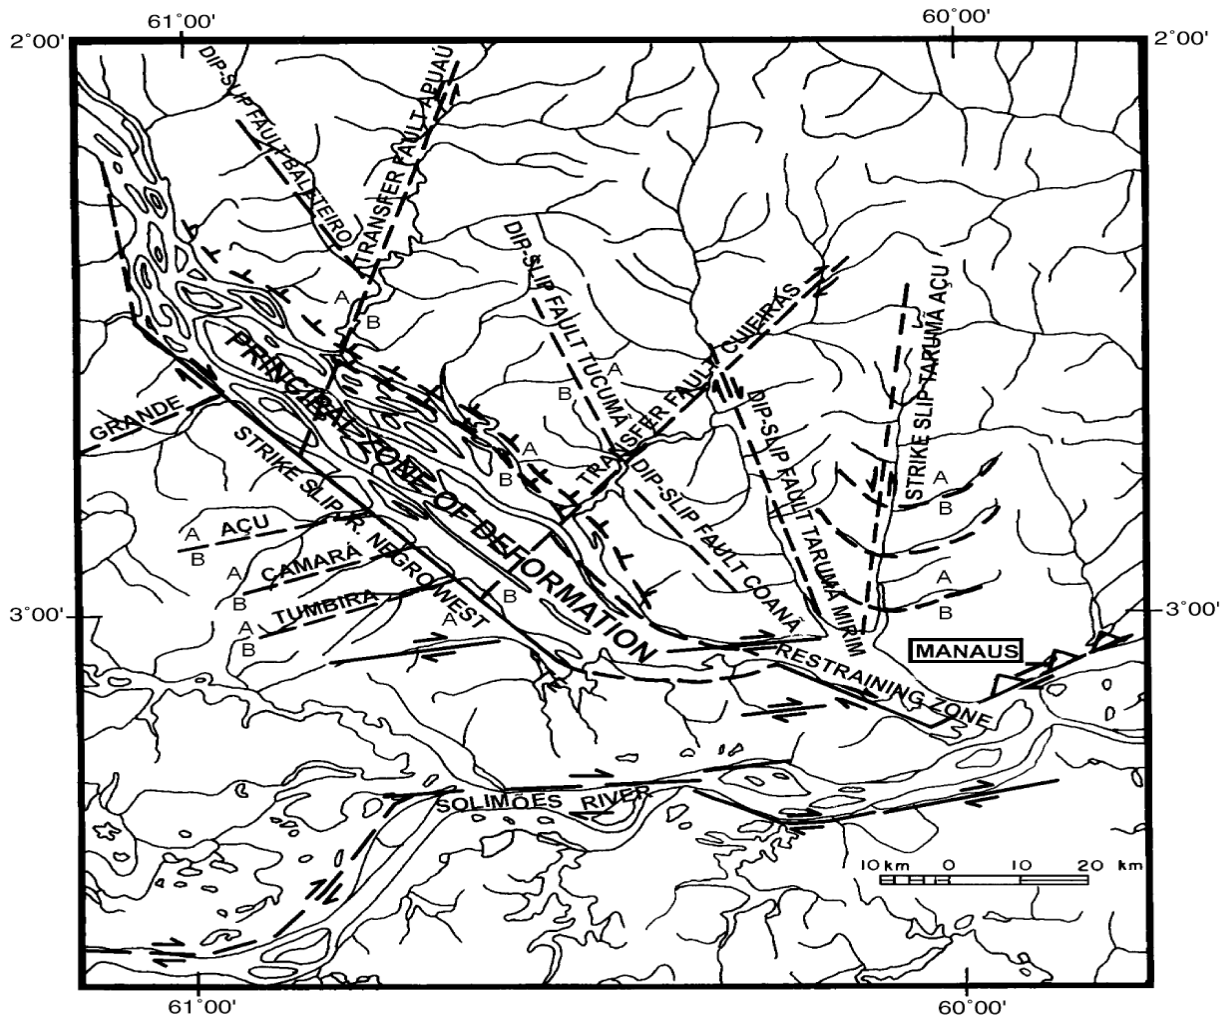 61°00'
60°00'
2°00'
2°00'
DIP-SLIP FAULT BALETEIRO
TRANSFER FAULT APUAÚ
A
B
DIP-SLIP FAULT TUCUMÃ
A
B
TRANSFER FAULT CUIEIRAS
STRIKE SLIP TARUMÃ AÇU
DIP-SAIP FAULT TARUMÃ MIRIM
A
B
A
B
DIP-SLIP FAULT COANÃ
A
B
PRINCIPAL ZONE OF DEFORMATION
GRANDE
STRIKE SLIP R. NEGRO WEST
AÇU
A
B
ÇAMARÁ
A
B
TUMBIRA
A
B
B
A
3°00'
3°00'
MANAUS
RESTRAINING ZONE
SOLIMÕES RIVER
10 km 0 10 20 km
61°00'
60°00'